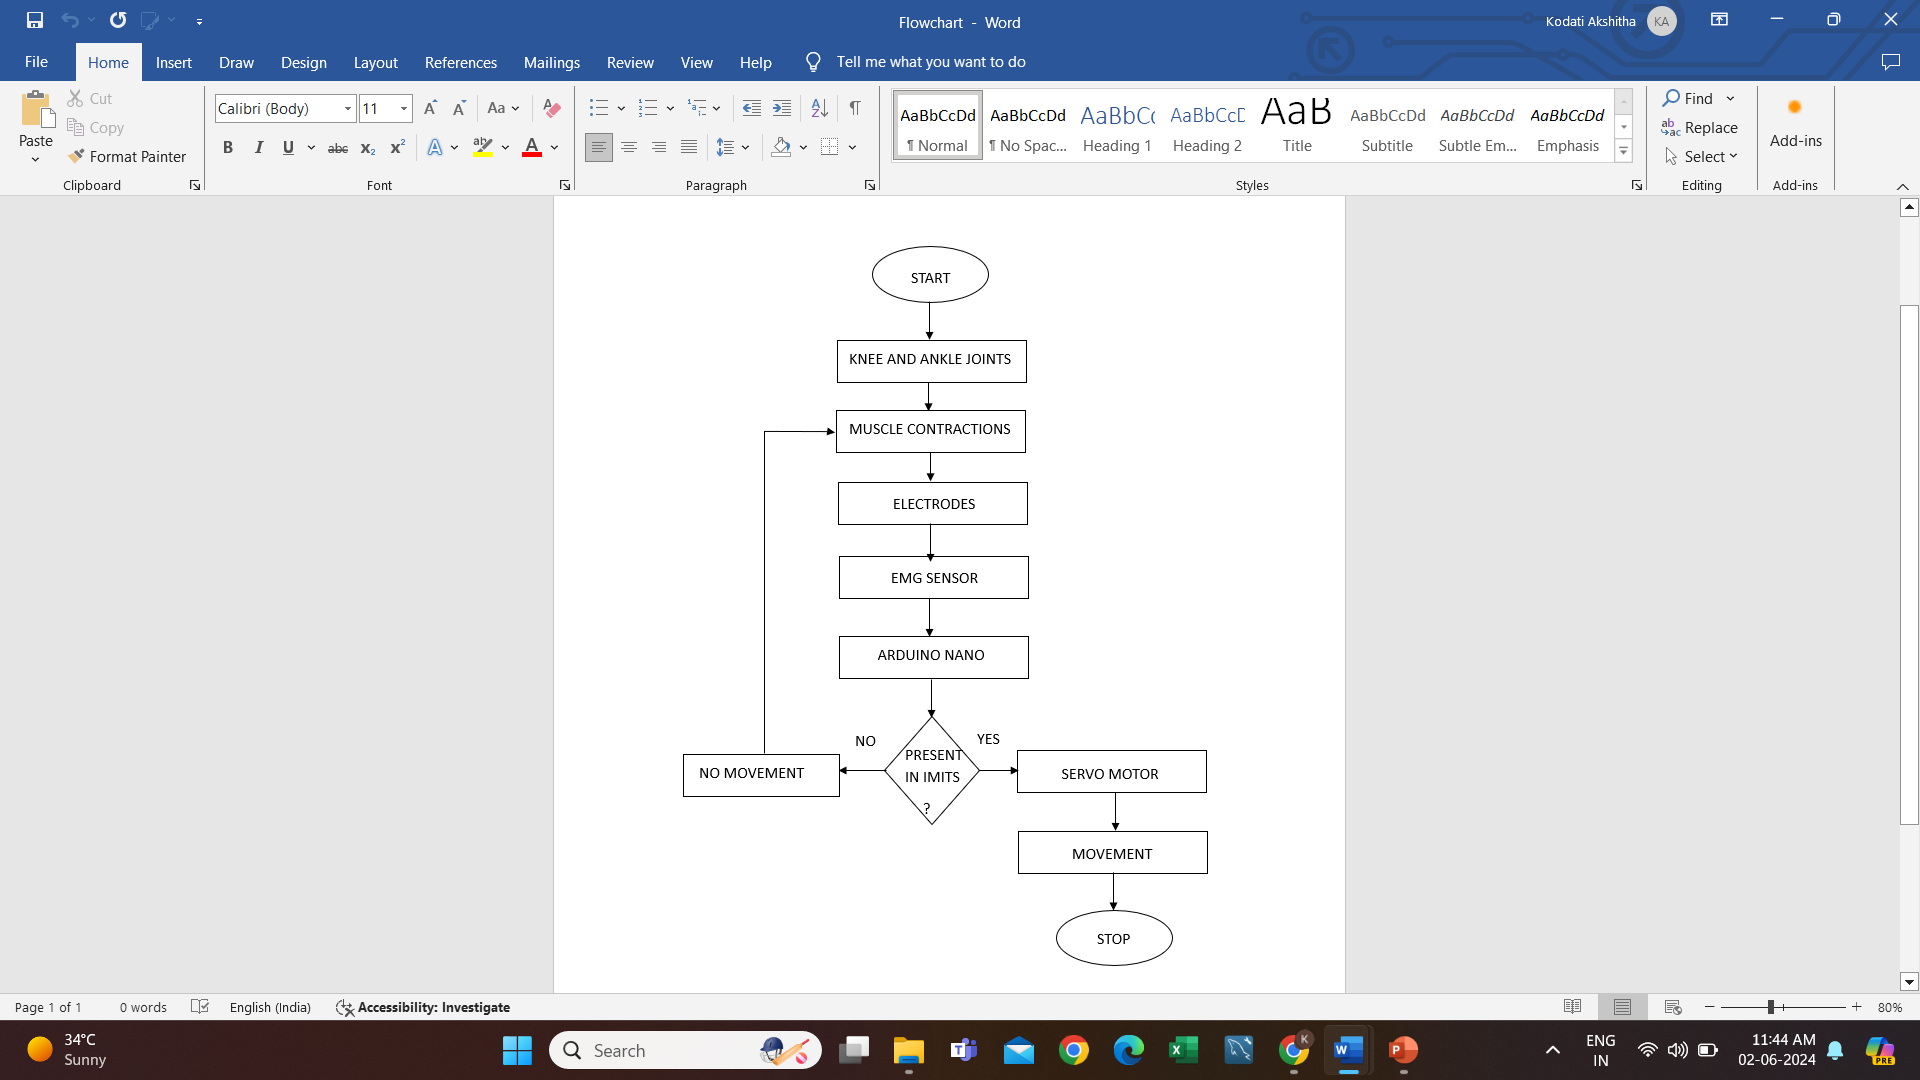 Flowchart - Word
Kodati Akshitha
KA
File
Home
Insert
Draw
Design
Layout
References
Mailings
Review
View
Help
Tell me what you want to do
Paste
Cut
Copy
Format Painter
Clipboard
Calibri (Body)
11
Font
Paragraph
AaBbCcDd
¶ Normal
AaBbCcDd
¶ No Spac...
AaBbCc
Heading 1
AaBbCcD
Heading 2
AaB
Title
AaBbCcDd
Subtitle
AaBbCcDd
Subtle Em...
AaBbCcDd
Emphasis
Styles
Find
Replace
Select
Editing
Add-ins
Add-ins
START
KNEE AND ANKLE JOINTS
MUSCLE CONTRACTIONS
ELECTRODES
EMG SENSOR
ARDUINO NANO
NO
YES
PRESENT
IN IMITS
?
NO MOVEMENT
SERVO MOTOR
MOVEMENT
STOP
Page 1 of 1
0 words
English (India)
Accessibility: Investigate
80%
34°C
Sunny
Search
ENG
IN
11:44 AM
02-06-2024